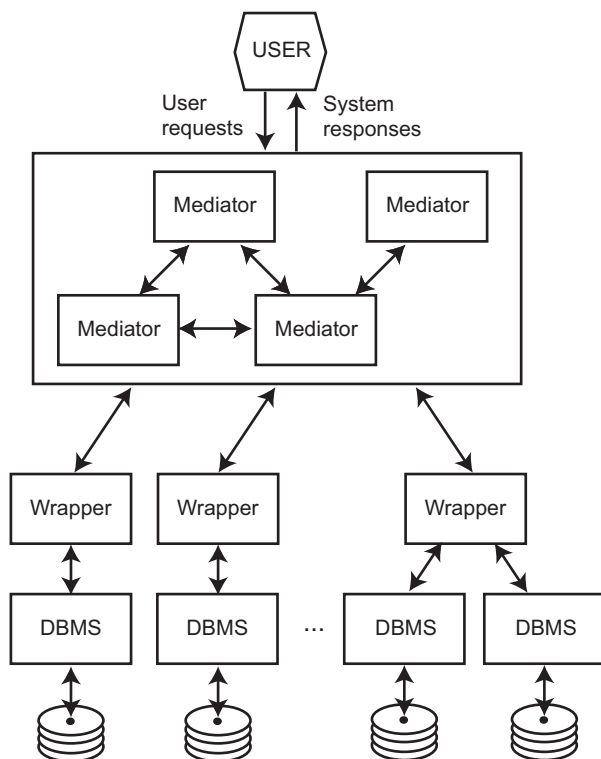 USER
User
requests
System
responses
Mediator
Mediator
Mediator
Mediator
Wrapper
Wrapper
Wrapper
DBMS
DBMS
...
DBMS
DBMS